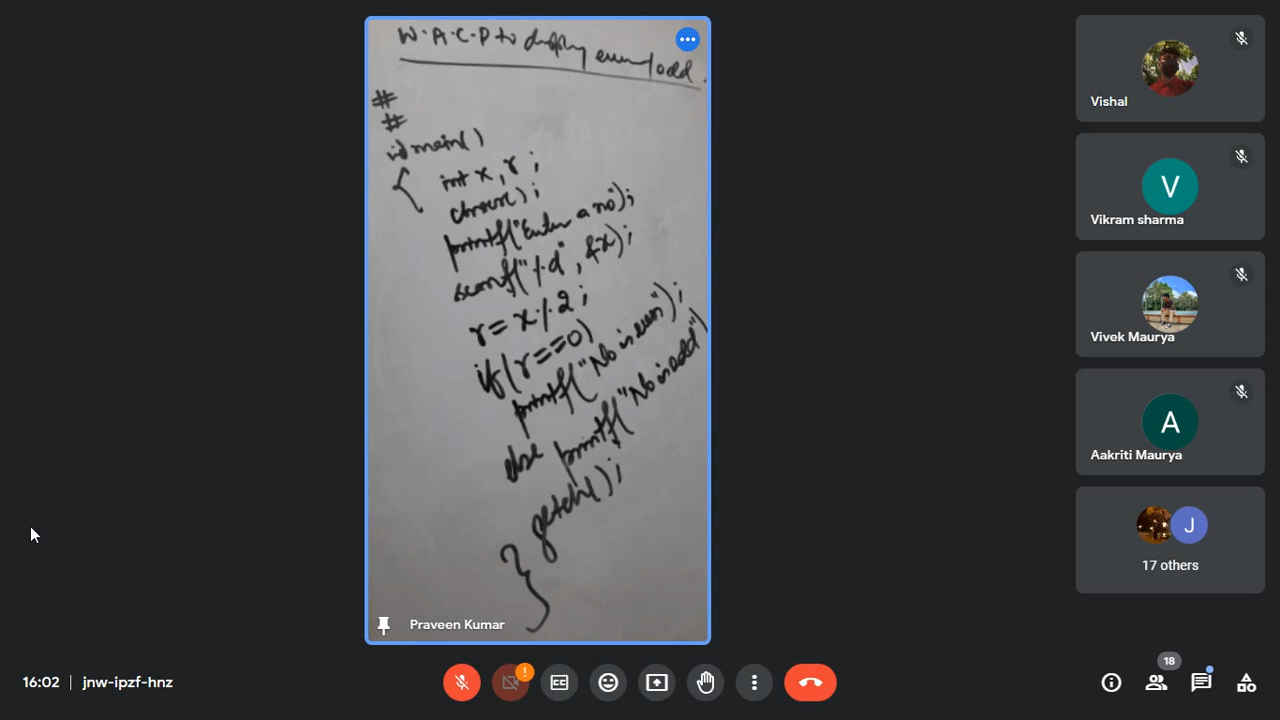 W.A.C.P to display even/odd.
#
#
void main()
{ int x, r;
clrscr();
printf("Enter a no");
scanf("%d", &x);
r = x % 2;
if(r==0)
printf("No is even");
else printf("No is odd")
getch();
}
Praveen Kumar
Vishal
V
Vikram sharma
Vivek Maurya
A
Aakriti Maurya
J
17 others
16:02 | jnw-ipzf-hnz
!
CC
18